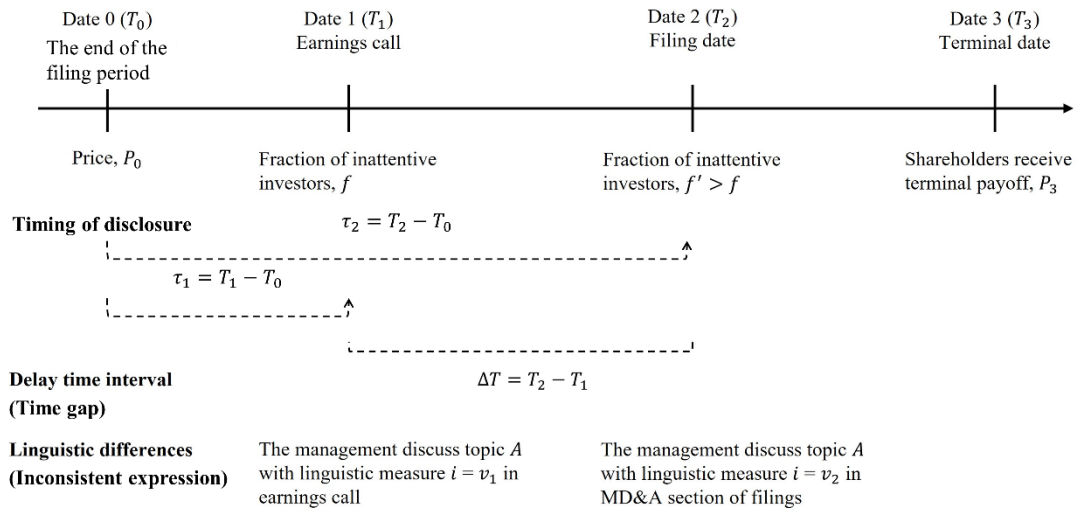 Date 0 (T₀)
The end of the
filing period
Date 1 (T₁)
Earnings call
Date 2 (T₂)
Filing date
Date 3 (T₃)
Terminal date
Price, P₀
Fraction of inattentive
investors, f
Fraction of inattentive
investors, f′ > f
Shareholders receive
terminal payoff, P₃
Timing of disclosure
τ₂ = T₂ − T₀
τ₁ = T₁ − T₀
Delay time interval
(Time gap)
ΔT = T₂ − T₁
Linguistic differences
(Inconsistent expression)
The management discuss topic A
with linguistic measure i = v₁ in
earnings call
The management discuss topic A
with linguistic measure i = v₂ in
MD&A section of filings